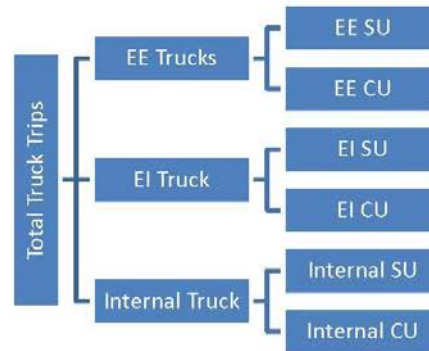 Total Truck Trips
EE Trucks
EE SU
EE CU
EI Truck
EI SU
EI CU
Internal Truck
Internal SU
Internal CU